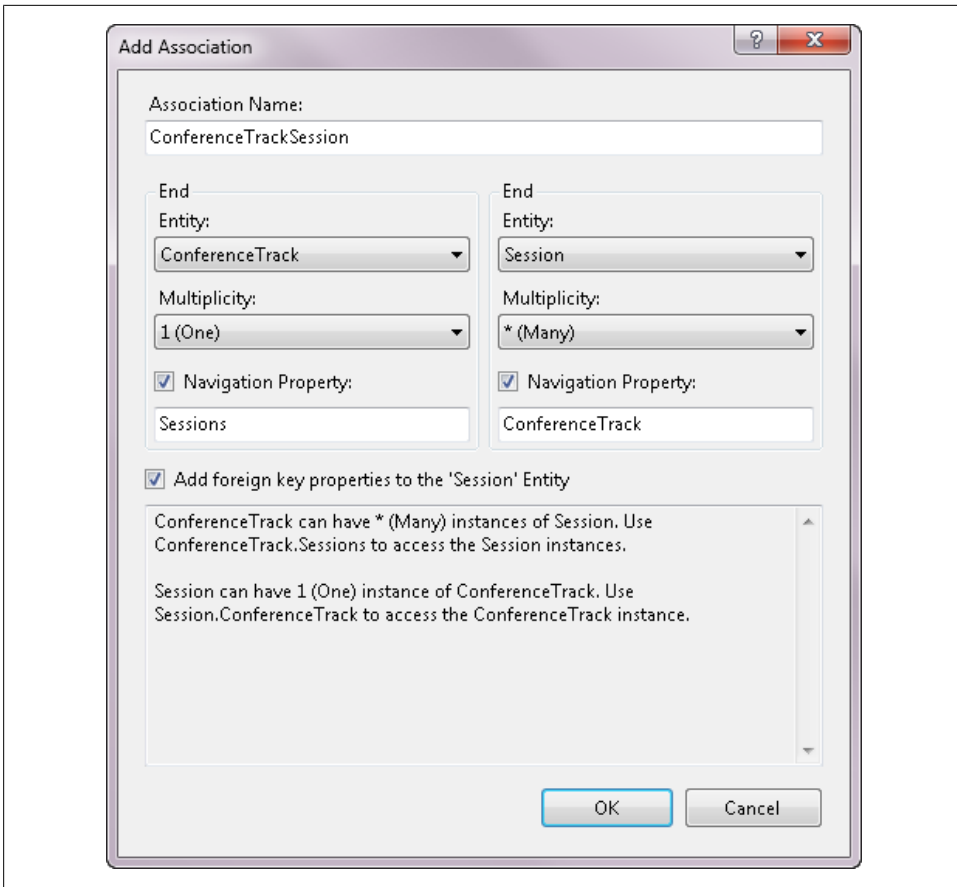 Add Association
Association Name:
ConferenceTrackSession
End
Entity:
ConferenceTrack
Multiplicity:
1 (One)
Navigation Property:
Sessions
End
Entity:
Session
Multiplicity:
* (Many)
Navigation Property:
ConferenceTrack
Add foreign key properties to the 'Session' Entity
ConferenceTrack can have * (Many) instances of Session. Use
ConferenceTrack.Sessions to access the Session instances.
Session can have 1 (One) instance of ConferenceTrack. Use
Session.ConferenceTrack to access the ConferenceTrack instance.
OK
Cancel